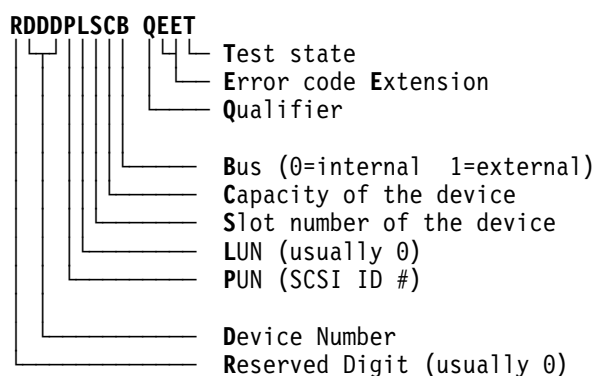 RDDDPLSCB QEET
Test state
Error code Extension
Qualifier
Bus (0=internal 1=external)
Capacity of the device
Slot number of the device
LUN (usually 0)
PUN (SCSI ID #)
Device Number
Reserved Digit (usually 0)